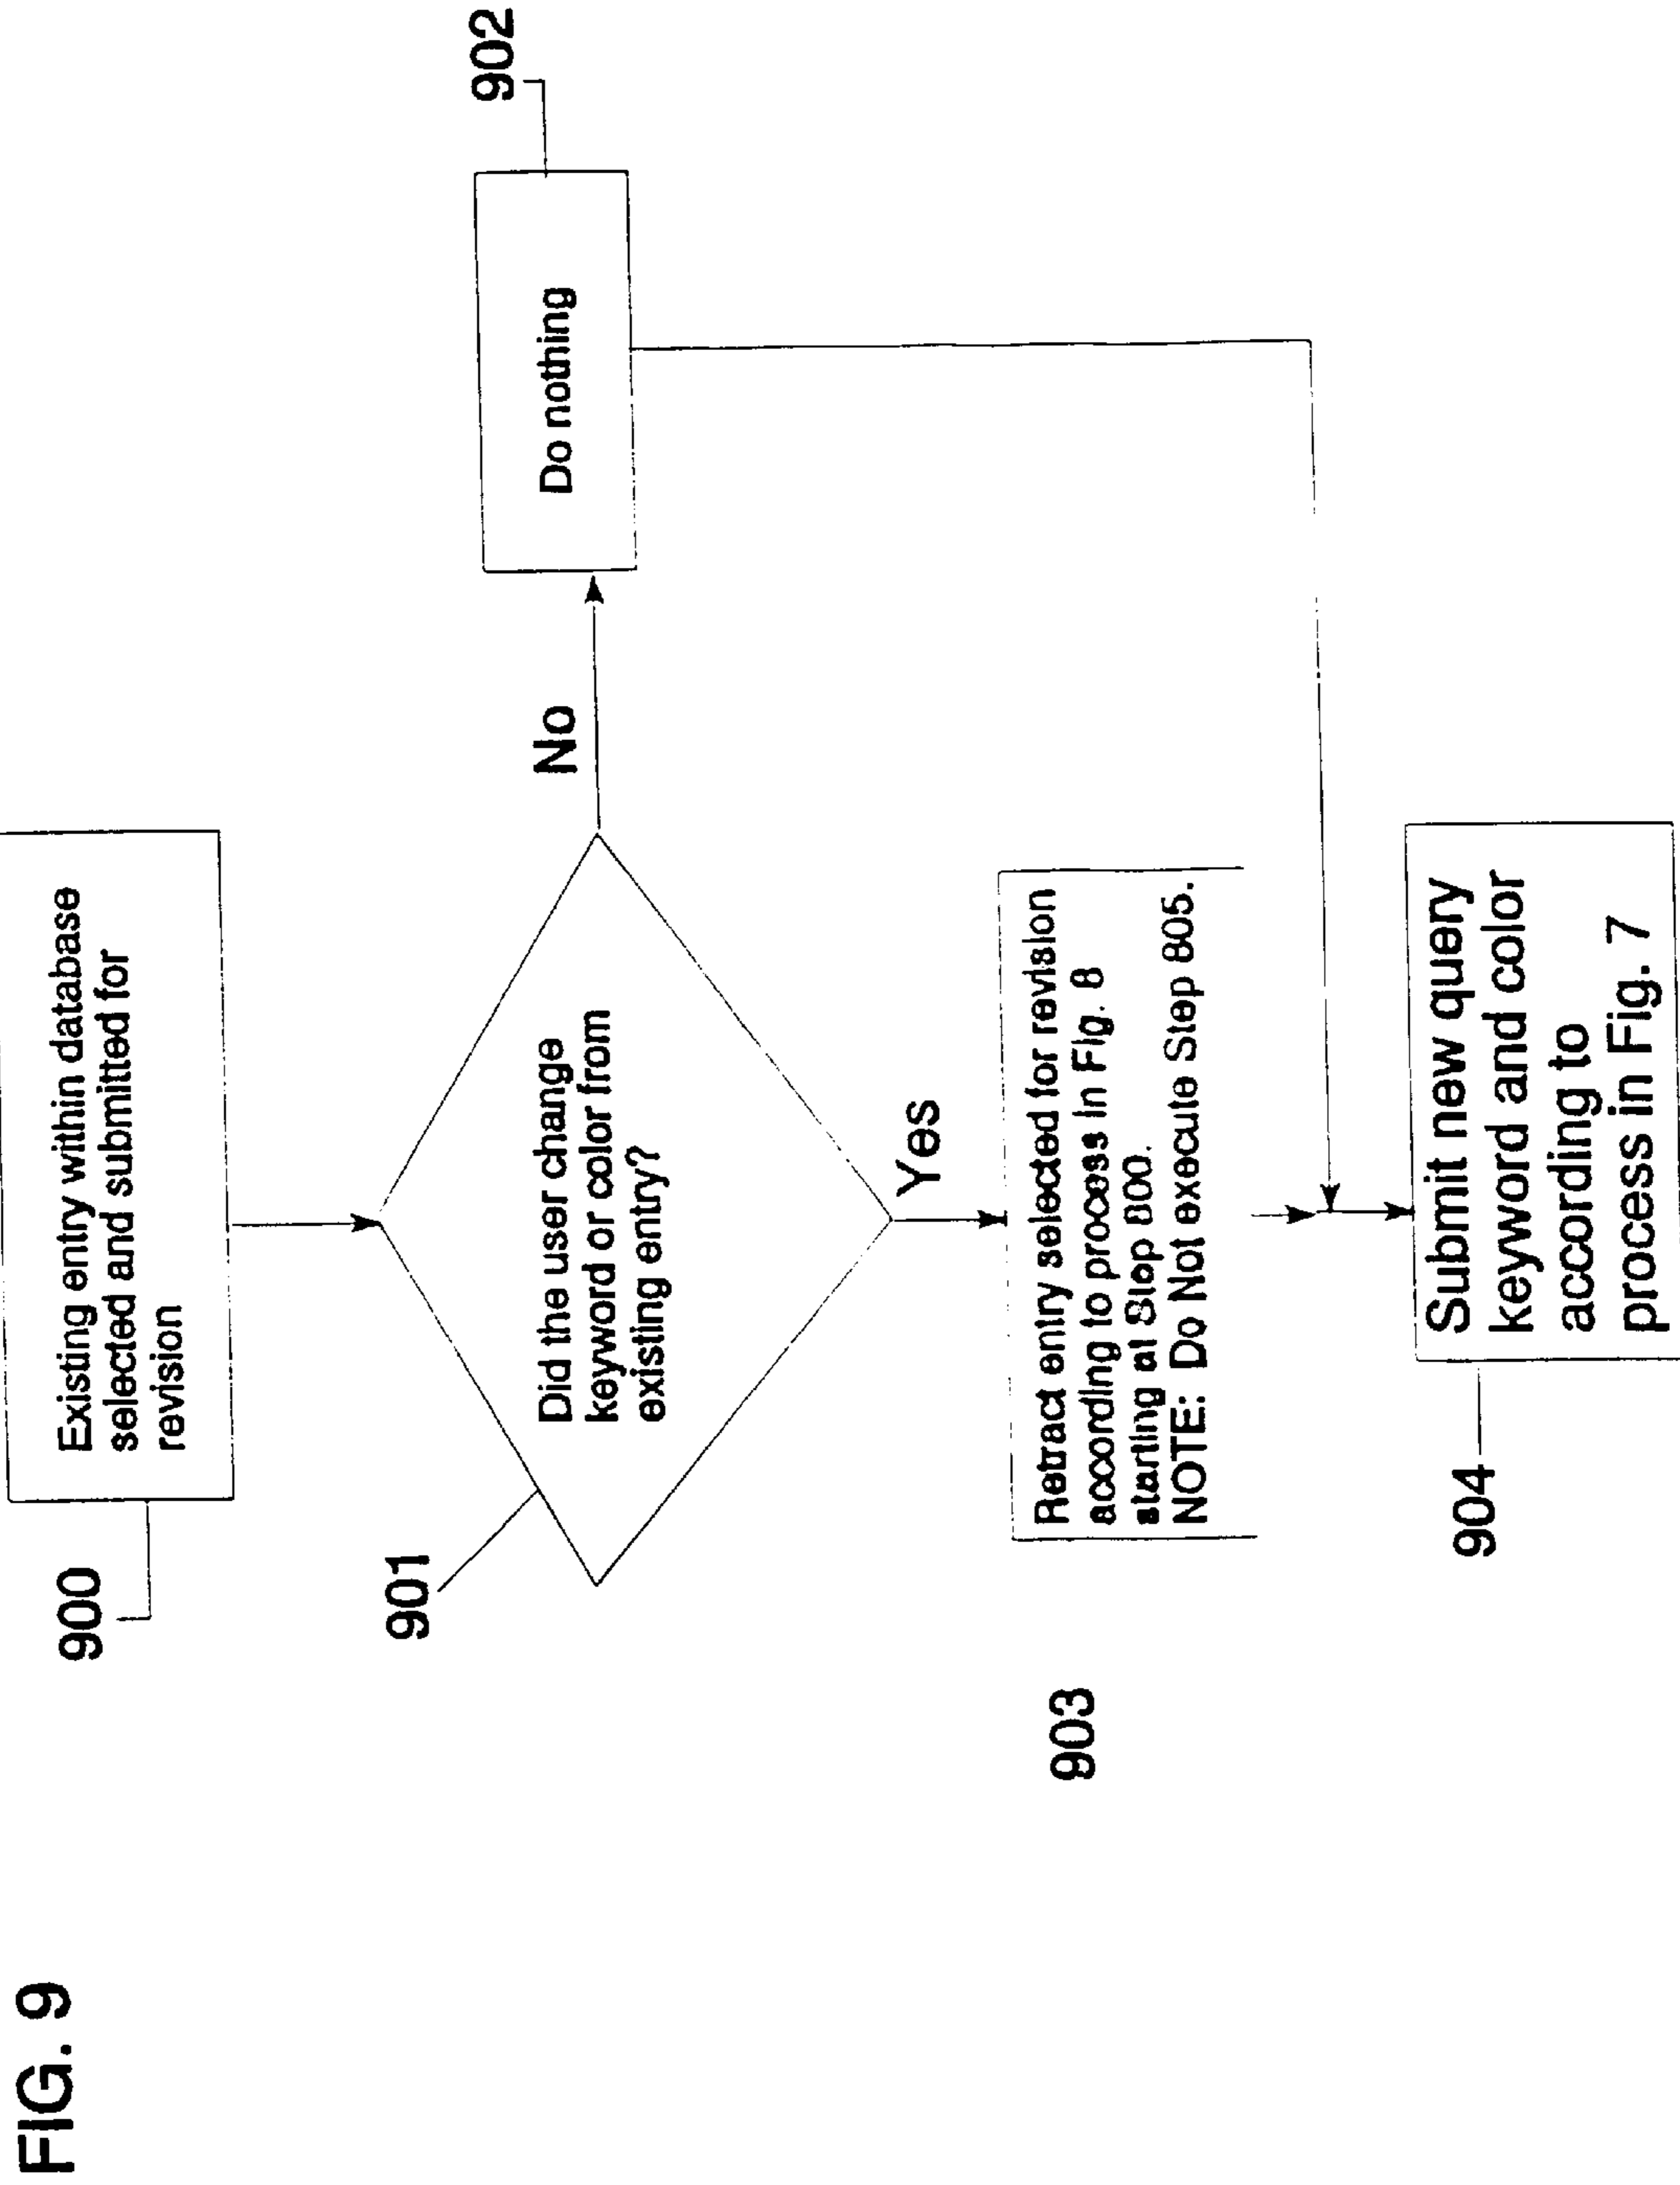 FIG. 9
900
Existing entry within database
selected and submitted for
revision
901
Did the user change
keyword or color from
existing entry?
No
902
Do nothing
Yes
903
Retract entry selected for revision
according to process in Fig. 8
starting at Stop 800.
NOTE: Do Not execute Step 805.
904
Submit new query
keyword and color
according to
process in Fig. 7